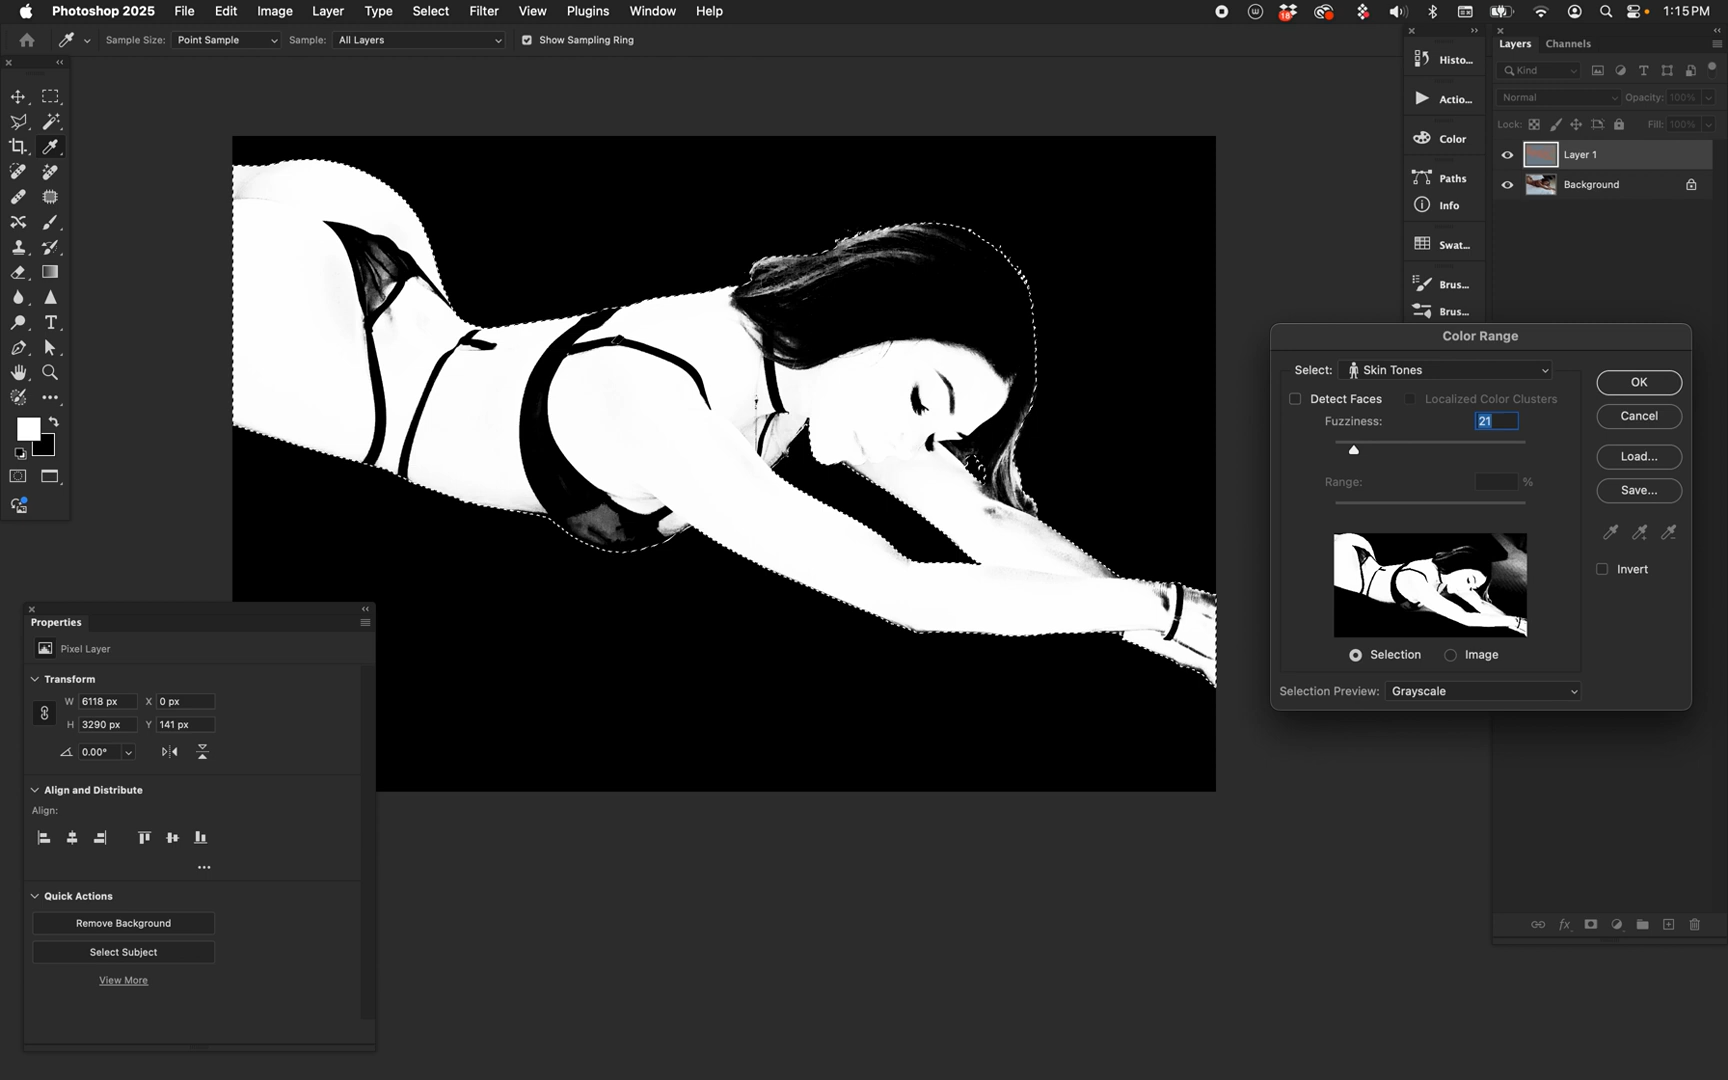 Photoshop 2025 File Edit Image Layer Type Select Filter View Plugins Window Help
18
1:15 PM
Sample Size: Point Sample Sample: All Layers Show Sampling Ring
Histo...
Actio...
Color
Paths
Info
Swat...
Brus...
Brus...
Layers Channels
Kind
Normal Opacity: 100%
Lock: Fill: 100%
Layer 1
Background
Color Range
Select: Skin Tones
Detect Faces Localized Color Clusters
Fuzziness: 21
Range: %
Selection Image
Selection Preview: Grayscale
OK
Cancel
Load...
Save...
Invert
Properties
Pixel Layer
Transform
W 6118 px X 0 px
H 3290 px Y 141 px
0.00°
Align and Distribute
Align:
Quick Actions
Remove Background
Select Subject
View More